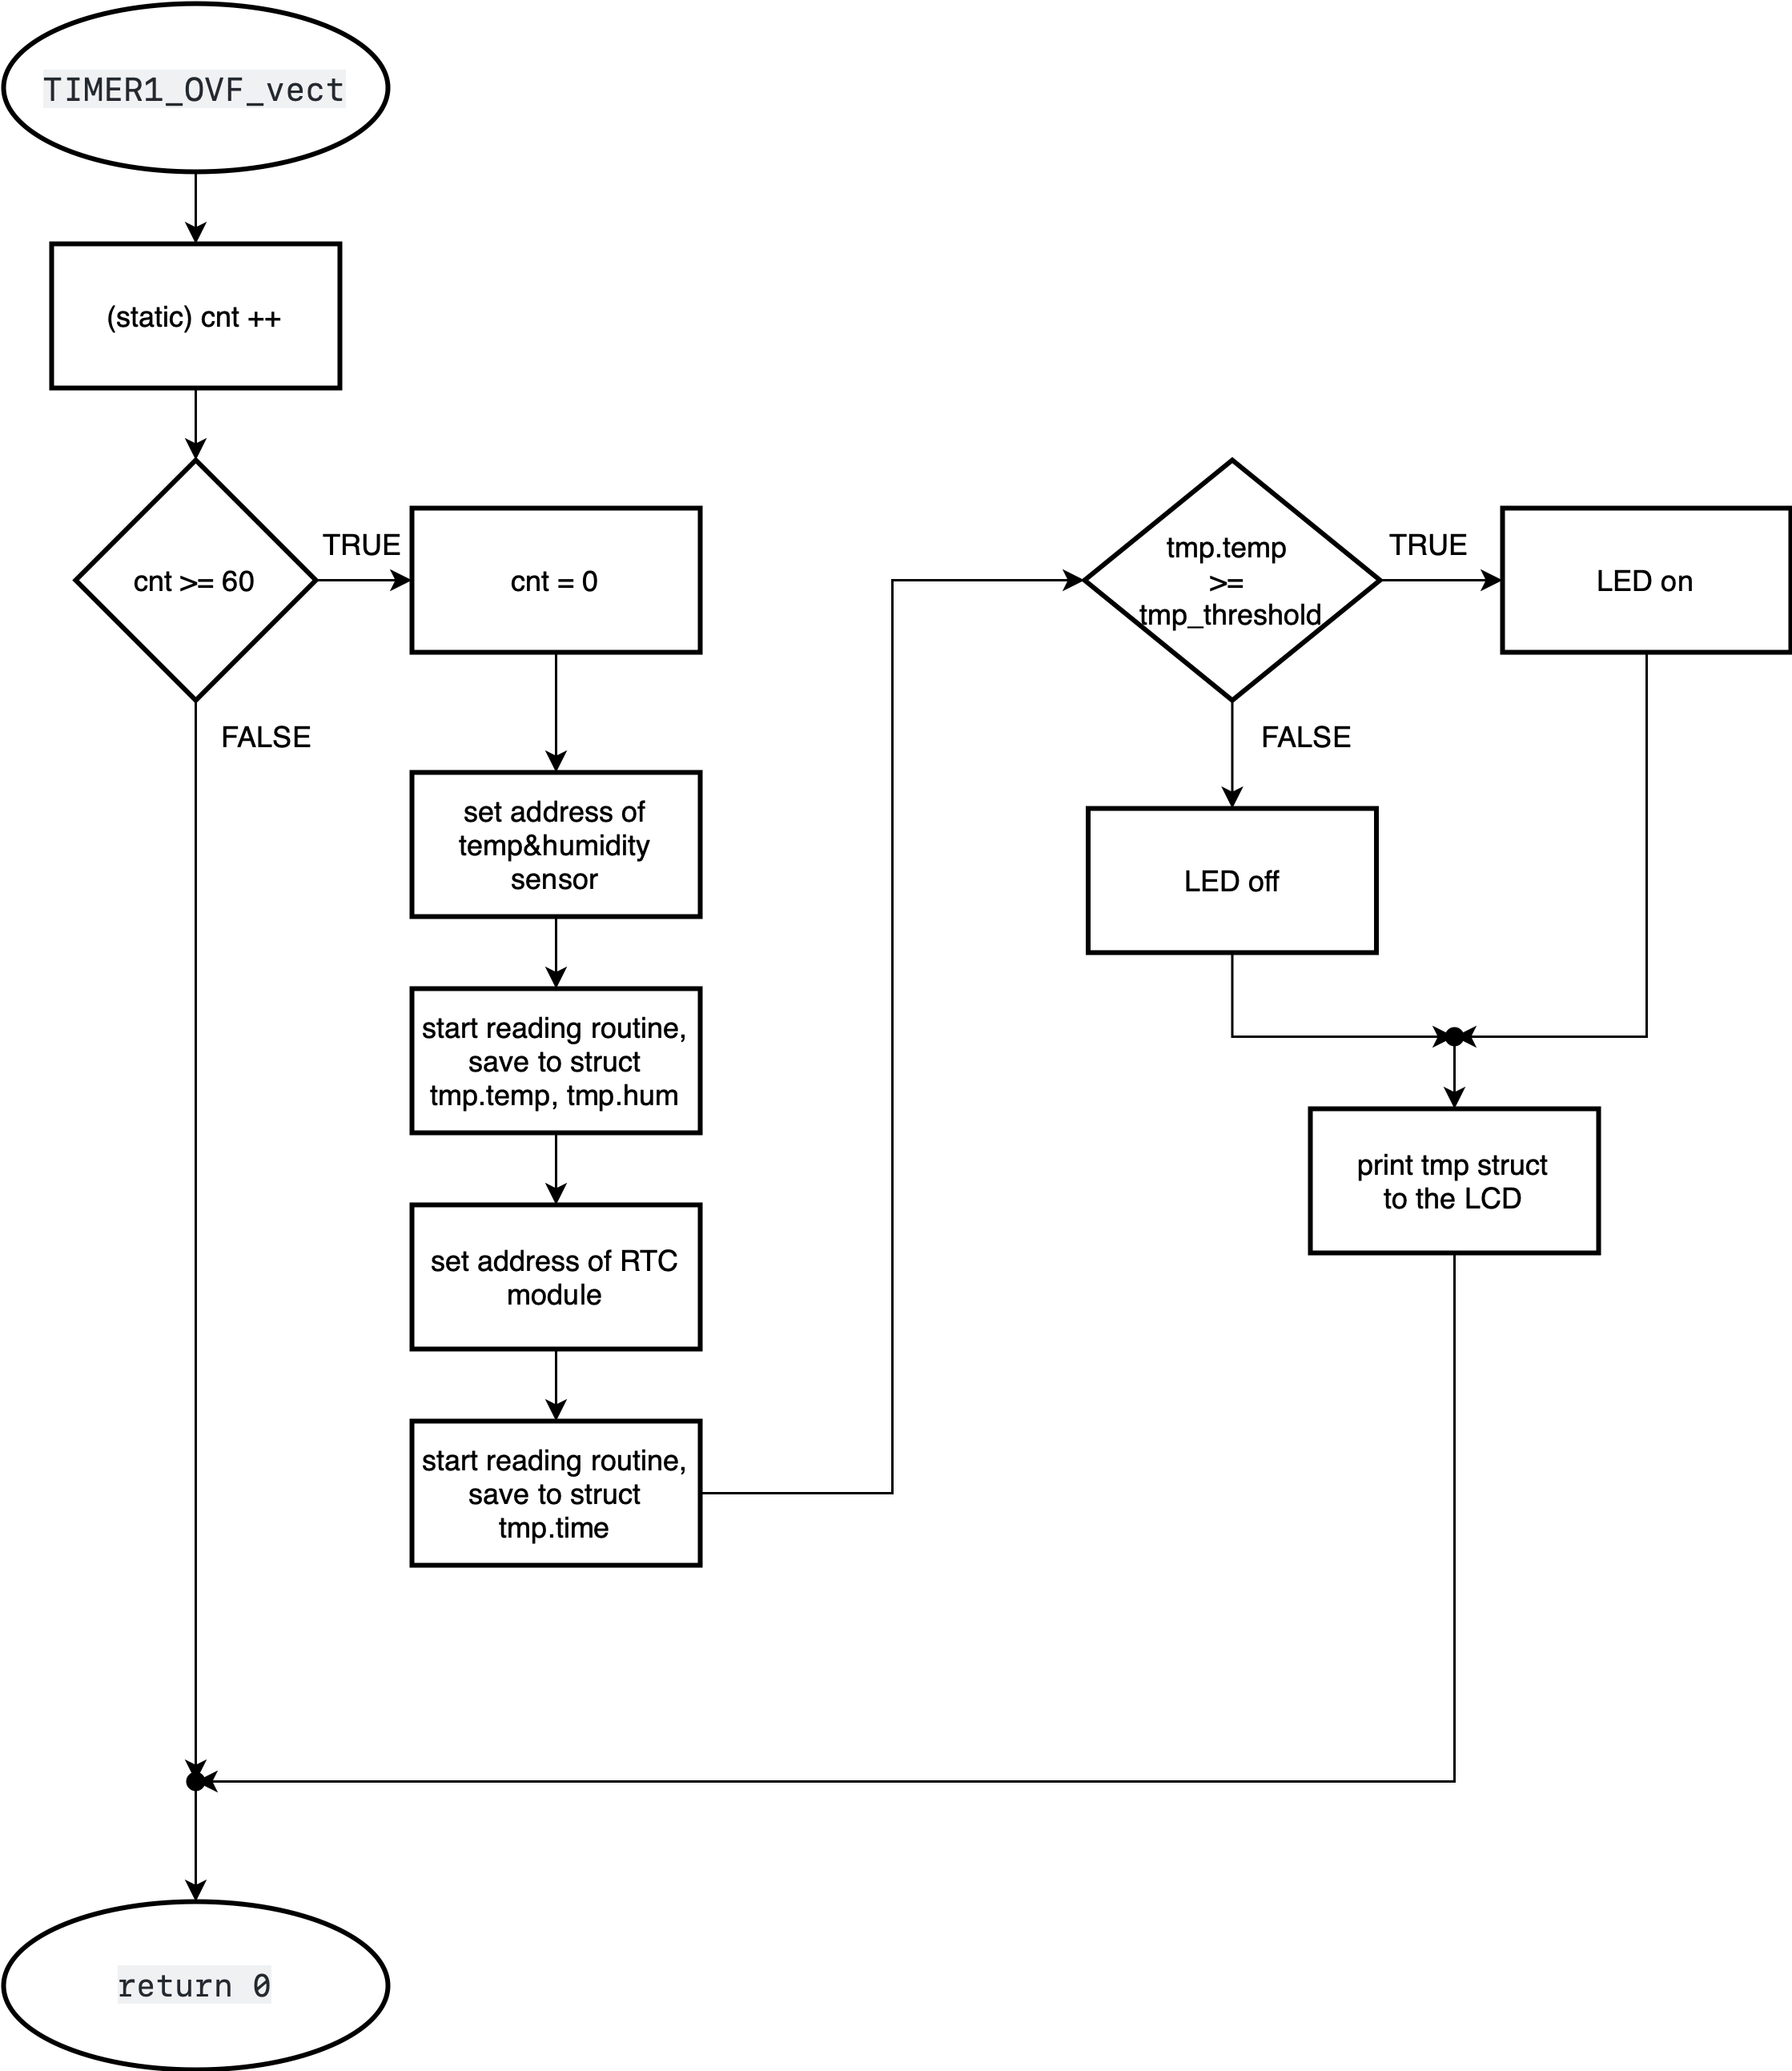 TIMER1_OVF_vect
(static) cnt ++
cnt >= 60
TRUE
cnt = 0
FALSE
set address of
temp&humidity
sensor
start reading routine,
save to struct
tmp.temp, tmp.hum
set address of RTC
module
start reading routine,
save to struct
tmp.time
tmp.temp
>=
tmp_threshold
TRUE
LED on
FALSE
LED off
print tmp struct
to the LCD
return 0